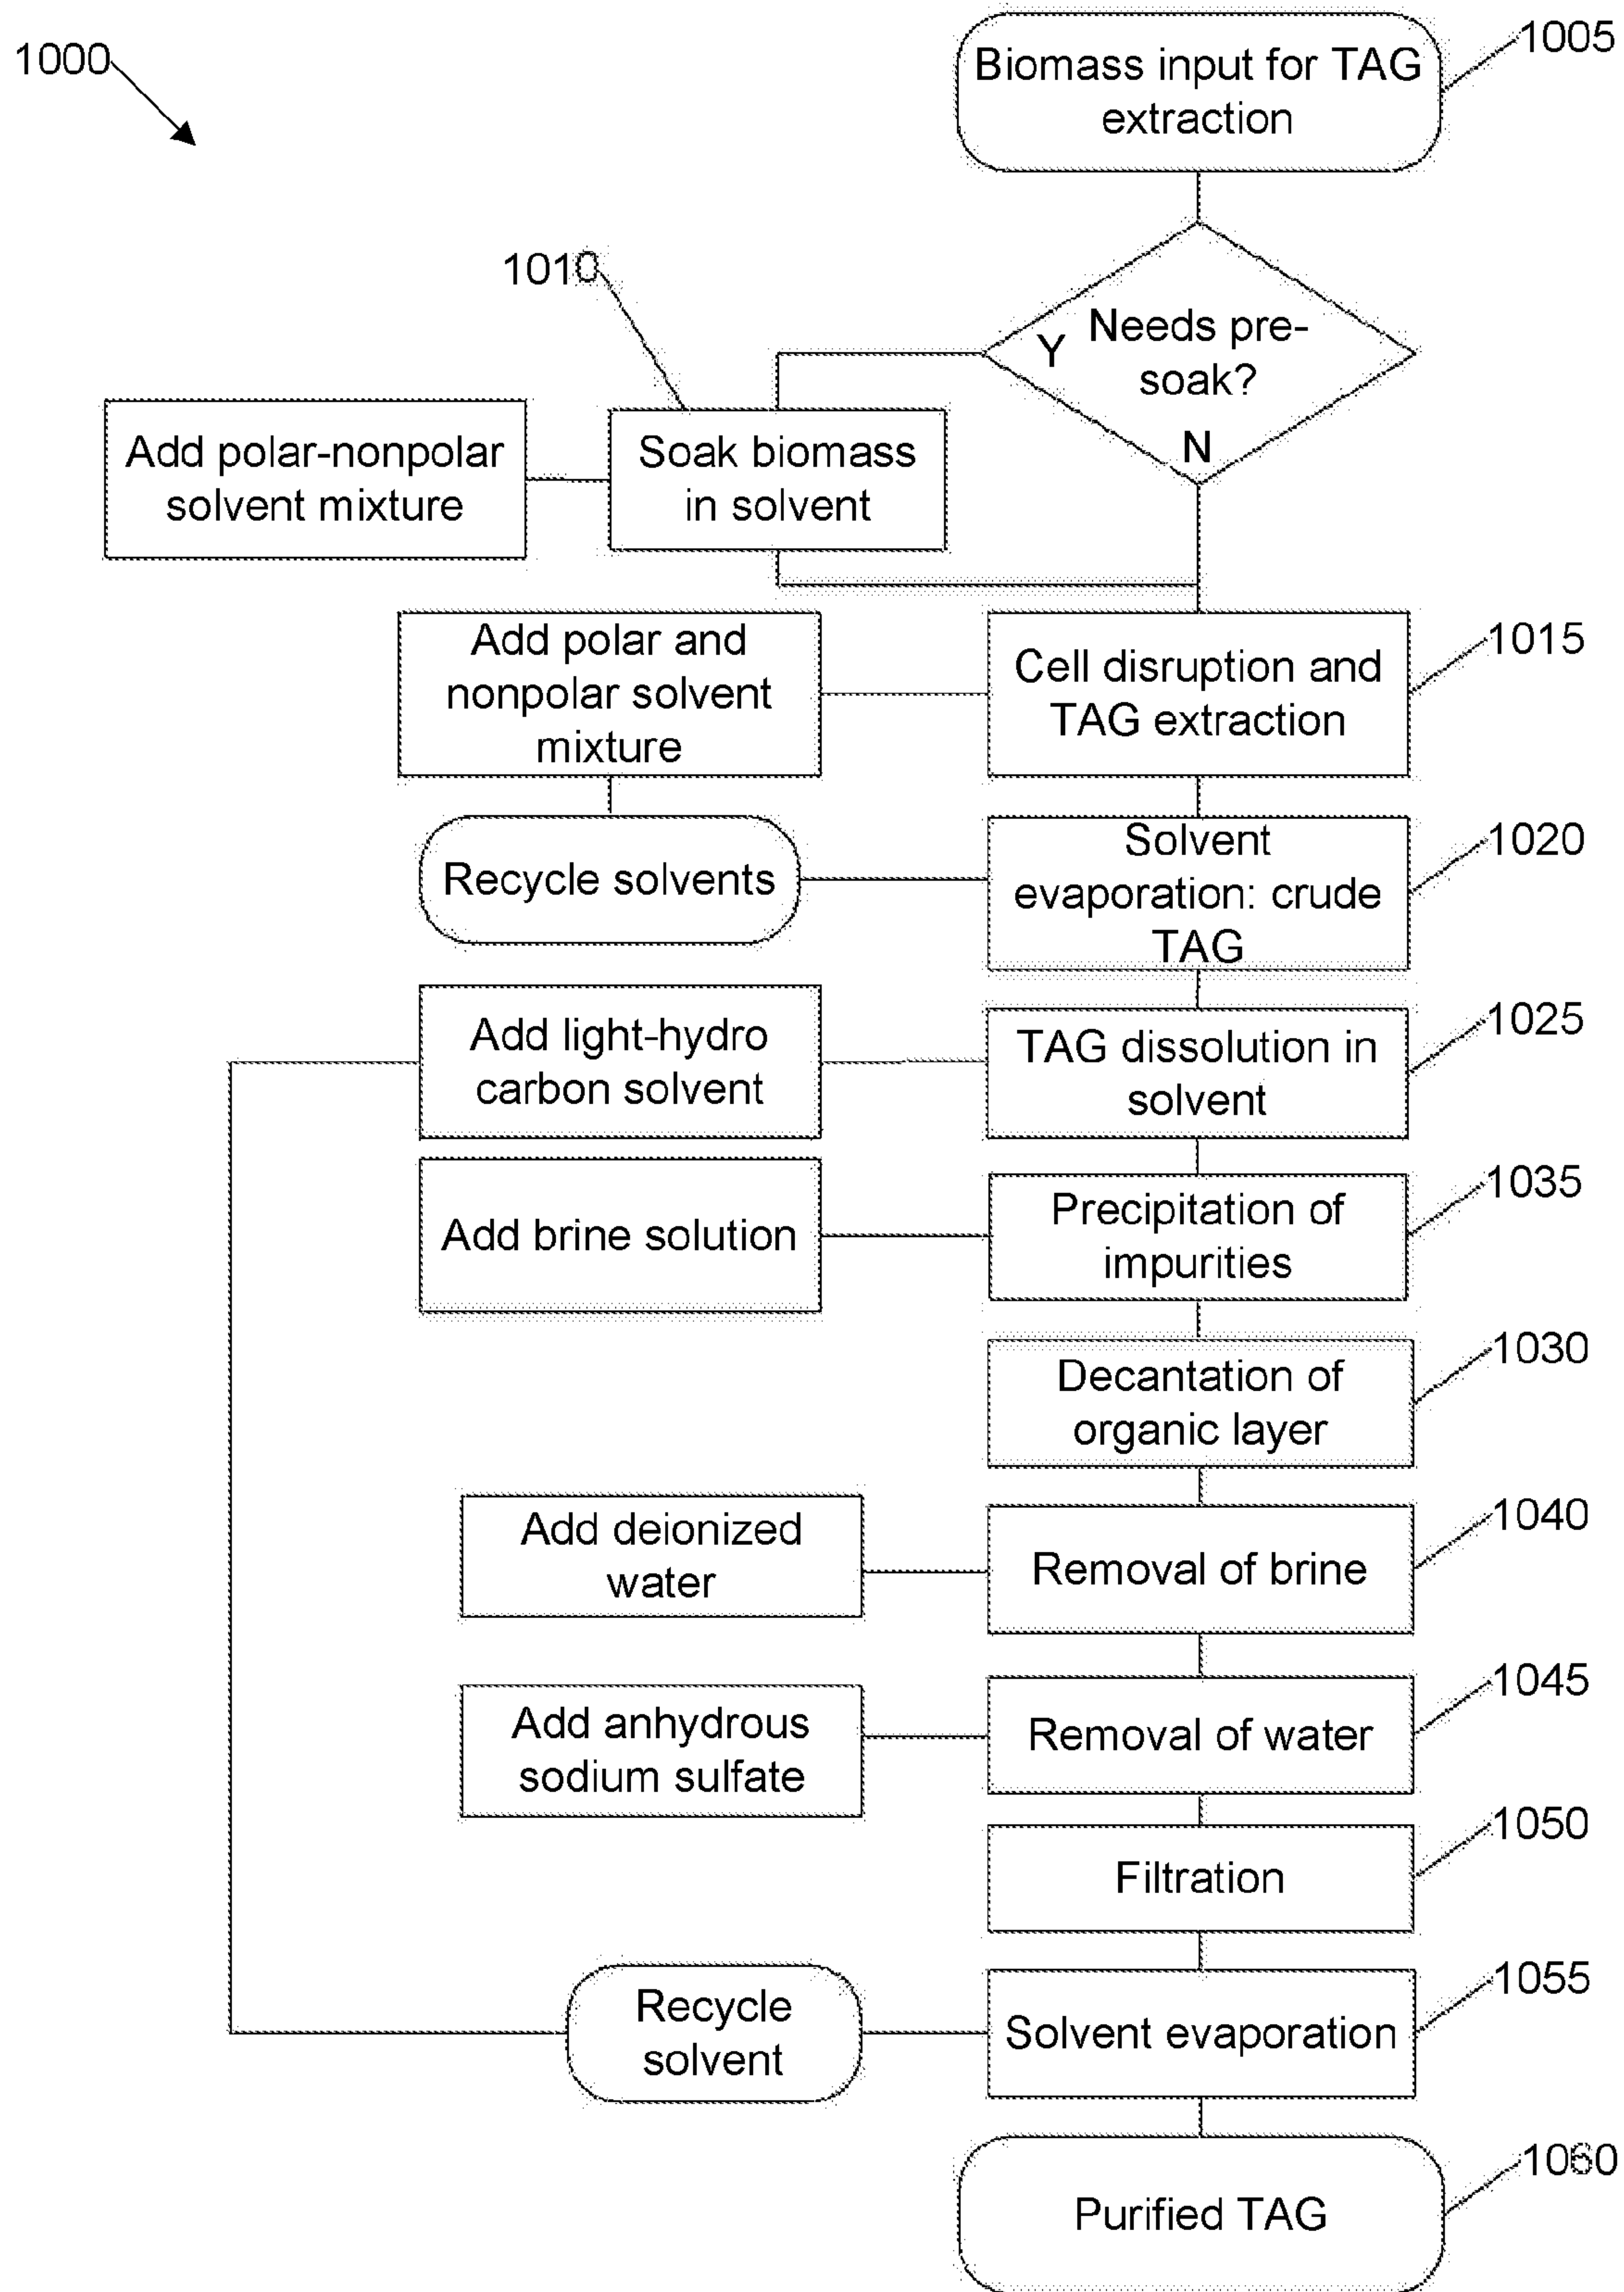 1000
Biomass input for TAG
extraction
1005
1010
Y
Needs pre-
soak?
N
Add polar-nonpolar
solvent mixture
Soak biomass
in solvent
Add polar and
nonpolar solvent
mixture
Cell disruption and
TAG extraction
1015
Recycle solvents
Solvent
evaporation: crude
TAG
1020
Add light-hydro
carbon solvent
TAG dissolution in
solvent
1025
Add brine solution
Precipitation of
impurities
1035
Decantation of
organic layer
1030
Add deionized
water
Removal of brine
1040
Add anhydrous
sodium sulfate
Removal of water
1045
Filtration
1050
Recycle
solvent
Solvent evaporation
1055
Purified TAG
1060